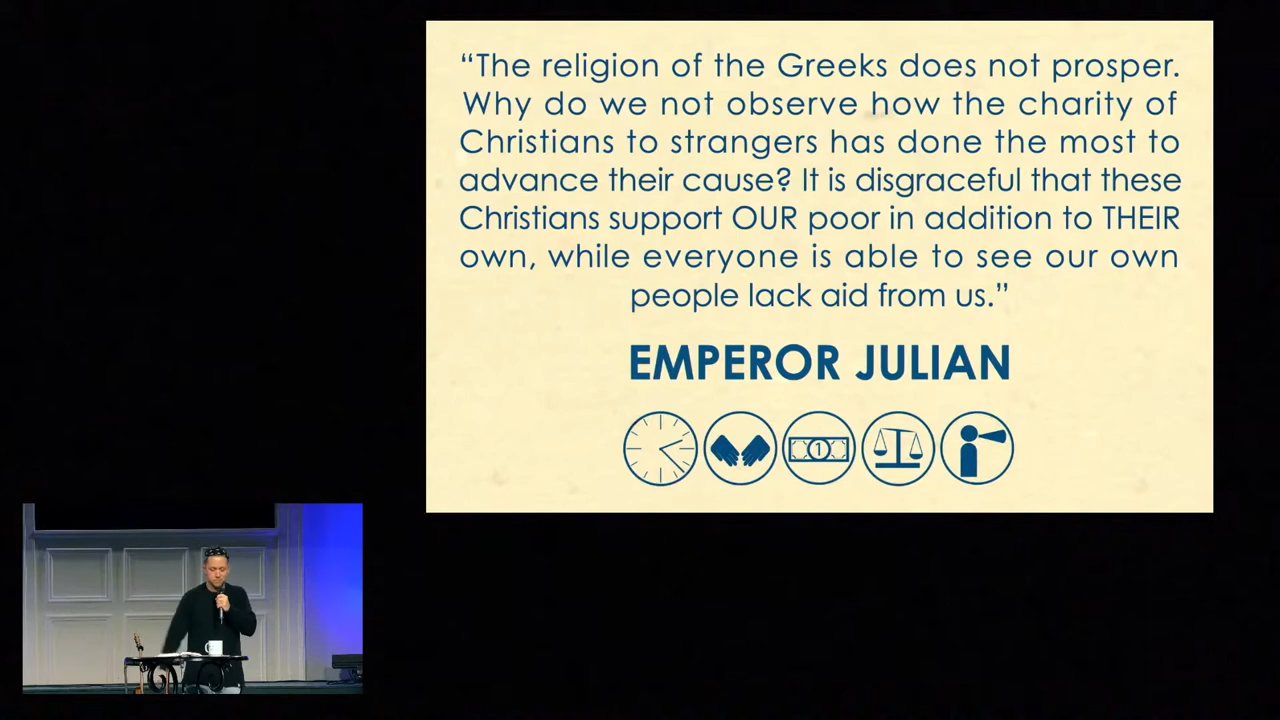 “The religion of the Greeks does not prosper.
Why do we not observe how the charity of
Christians to strangers has done the most to
advance their cause? It is disgraceful that these
Christians support OUR poor in addition to THEIR
own, while everyone is able to see our own
people lack aid from us.”
EMPEROR JULIAN
1